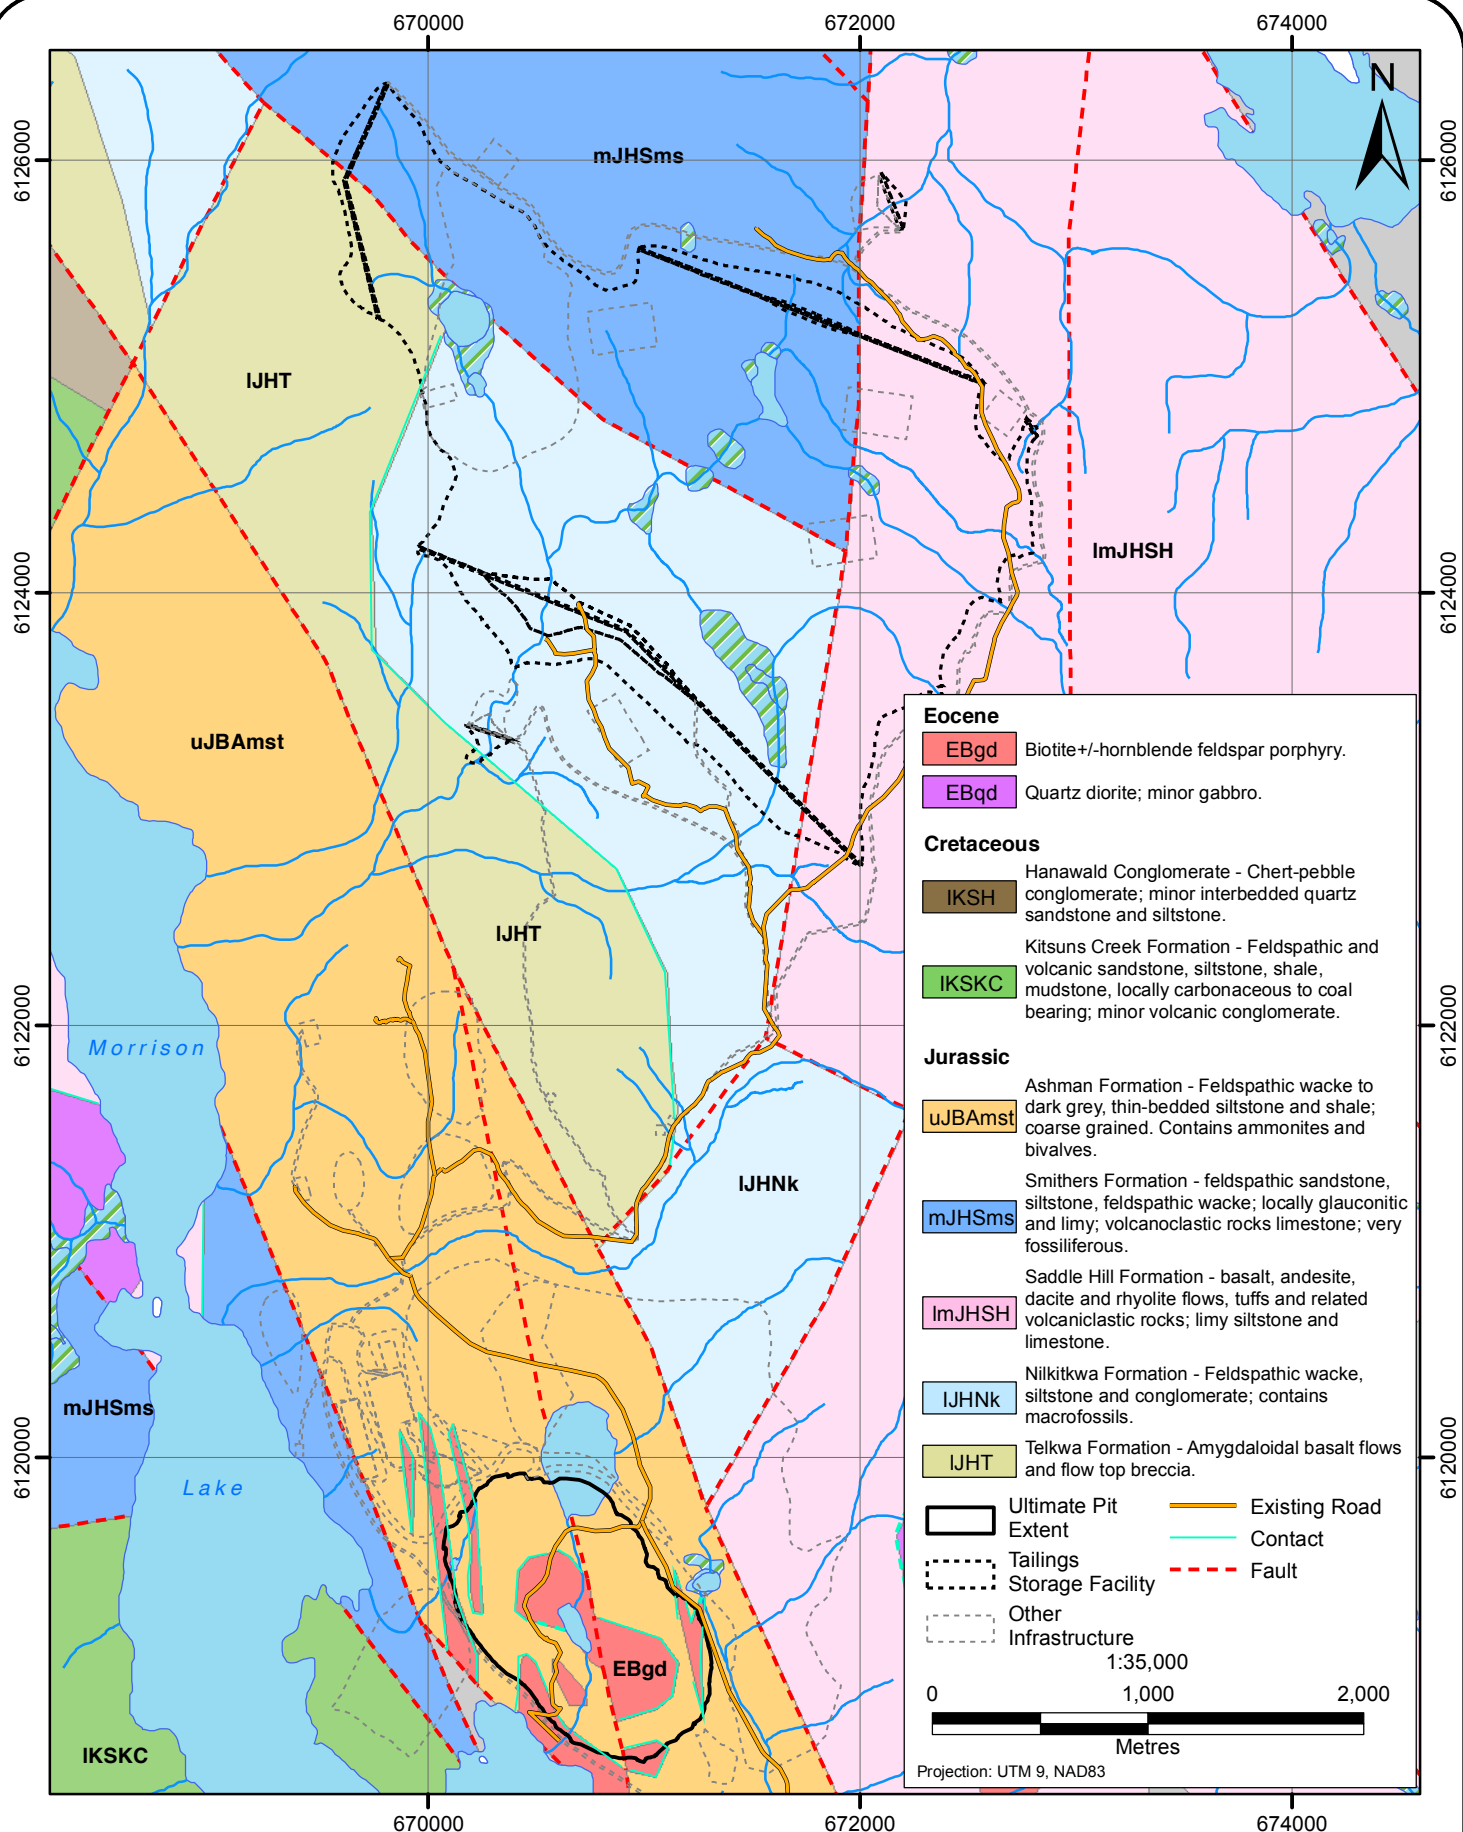 670000
672000
674000
N
6126000
6126000
mJHSms
lJHT
lmJHSH
6124000
6124000
uJBAmst
lJHT
6122000
6122000
Morrison
lJHNk
mJHSms
6120000
6120000
Lake
EBgd
lKSKC
Eocene
EBgd
Biotite+/-hornblende feldspar porphyry.
EBqd
Quartz diorite; minor gabbro.
Cretaceous
lKSH
Hanawald Conglomerate - Chert-pebble
conglomerate; minor interbedded quartz
sandstone and siltstone.
lKSKC
Kitsuns Creek Formation - Feldspathic and
volcanic sandstone, siltstone, shale,
mudstone, locally carbonaceous to coal
bearing; minor volcanic conglomerate.
Jurassic
uJBAmst
Ashman Formation - Feldspathic wacke to
dark grey, thin-bedded siltstone and shale;
coarse grained. Contains ammonites and
bivalves.
mJHSms
Smithers Formation - feldspathic sandstone,
siltstone, feldspathic wacke; locally glauconitic
and limy; volcanoclastic rocks limestone; very
fossiliferous.
lmJHSH
Saddle Hill Formation - basalt, andesite,
dacite and rhyolite flows, tuffs and related
volcaniclastic rocks; limy siltstone and
limestone.
lJHNk
Nilkitkwa Formation - Feldspathic wacke,
siltstone and conglomerate; contains
macrofossils.
lJHT
Telkwa Formation - Amygdaloidal basalt flows
and flow top breccia.
Ultimate Pit
Extent
Tailings
Storage Facility
Other
Infrastructure
Existing Road
Contact
Fault
1:35,000
0 1,000 2,000
Metres
Projection: UTM 9, NAD83
670000
672000
674000